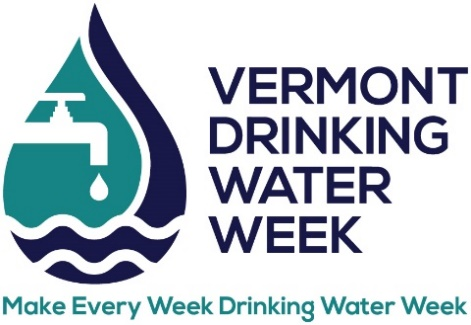 VERMONT
DRINKING
WATER
WEEK
Make Every Week Drinking Water Week